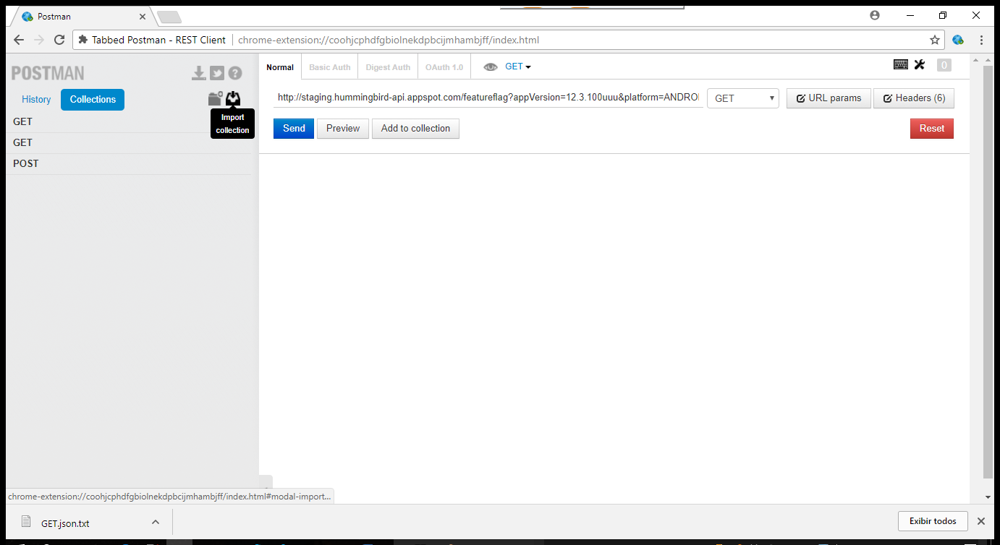 Postman
Tabbed Postman - REST Client chrome-extension://coohjcphdfgbiolnekdpbcijmhambjff/index.html
POSTMAN
Normal Basic Auth Digest Auth OAuth 1.0 GET 0
History Collections
http://staging.hummingbird-api.appspot.com/featureflag?appVersion=12.3.100uuu&platform=ANDROI GET URL params Headers (6)
Import
collection
GET
Send Preview Add to collection Reset
GET
POST
chrome-extension://coohjcphdfgbiolnekdpbcijmhambjff/index.html#modal-import...
GET.json.txt Exibir todos